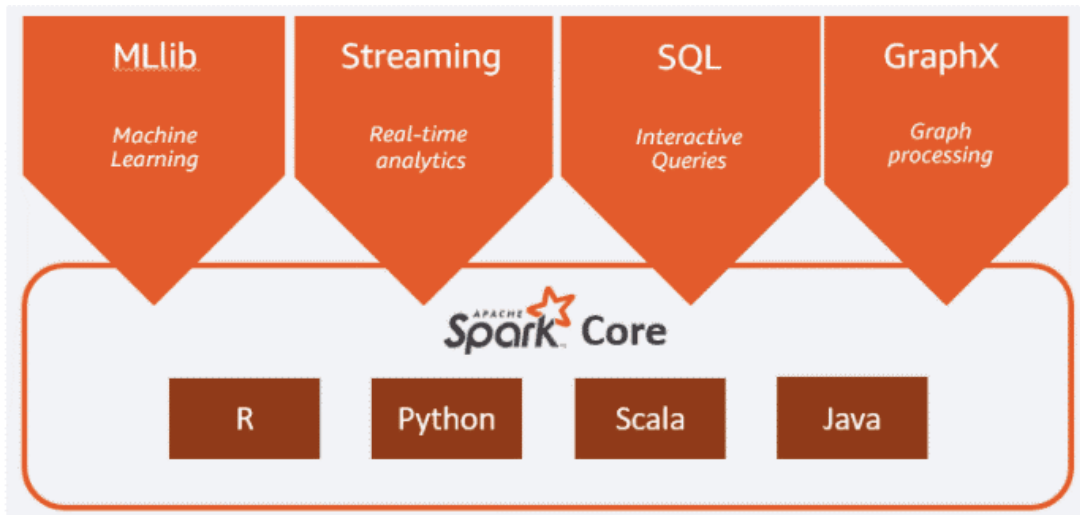 MLlib
Machine
Learning
Streaming
Real-time
analytics
SQL
Interactive
Queries
GraphX
Graph
processing
APACHE
Spark Core
R
Python
Scala
Java